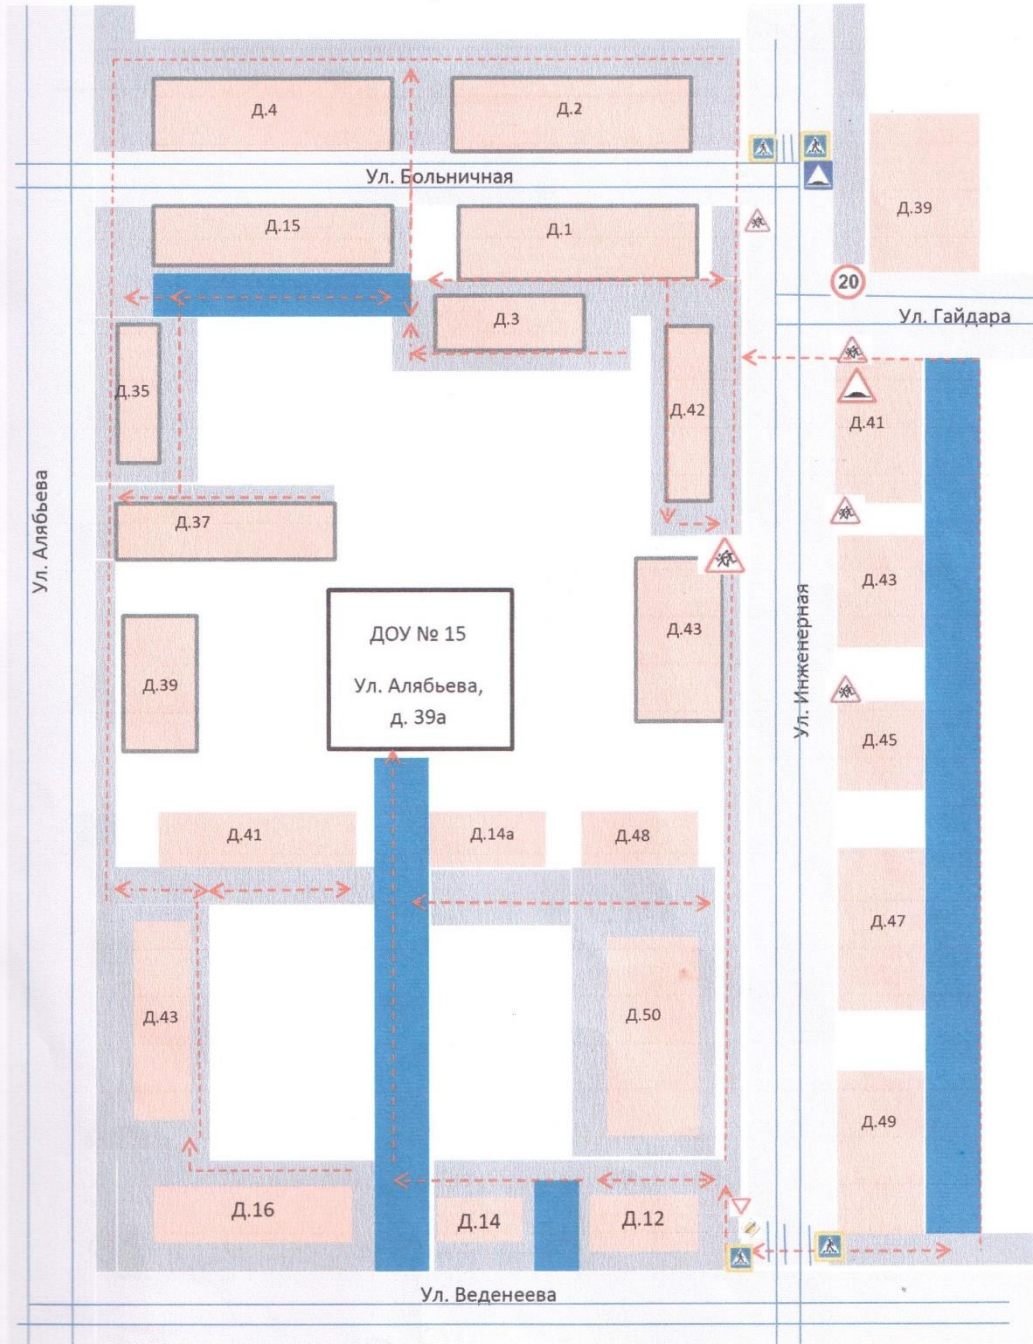 Д.4
Д.2
Ул. Больничная
Д.39
Д.15
Д.1
20
Д.3
Ул. Гайдара
Д.35
Д.42
Д.41
Ул. Алябьева
Д.37
Д.43
Ул. Инженерная
ДОУ № 15
Ул. Алябьева,
д. 39а
Д.43
Д.39
Д.45
Д.41
Д.14а
Д.48
Д.47
Д.43
Д.50
Д.49
Д.16
Д.14
Д.12
Ул. Веденеева